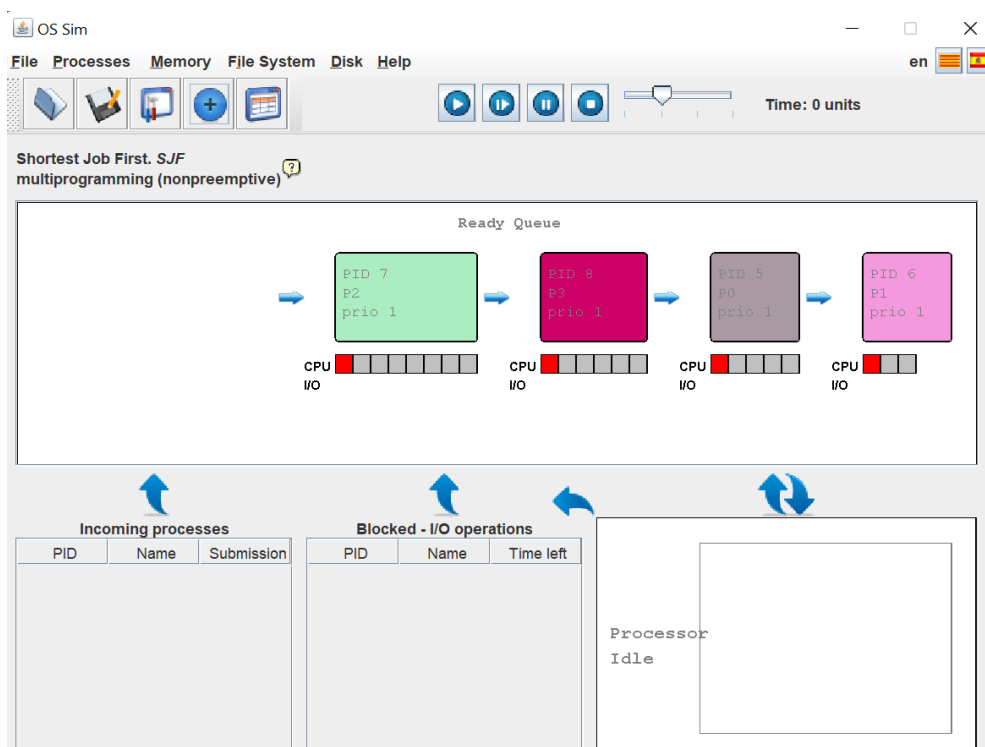 OS Sim
File Processes Memory File System Disk Help
en
Time: 0 units
Shortest Job First. SJF
multiprogramming (nonpreemptive)
?
Ready Queue
PID 7
P2
prio 1
CPU
I/O
PID 8
P3
prio 1
CPU
I/O
PID 5
P0
prio 1
CPU
I/O
PID 6
P1
prio 1
CPU
I/O
Incoming processes
PID Name Submission
Blocked - I/O operations
PID Name Time left
Processor
Idle